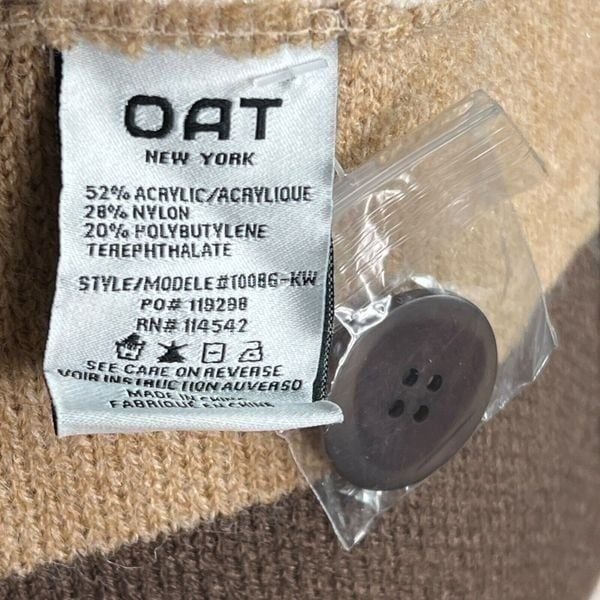 OAT
NEW YORK
52% ACRYLIC/ACRYLIQUE
28% NYLON
20% POLYBUTYLENE
TEREPHTHALATE
STYLE/MODELE#T0086-KW
PO# 119298
RN# 114542
SEE CARE ON REVERSE
VOIR INSTRUCTION AUVERSO
MADE IN CHINA
FABRIQUE EN CHINE